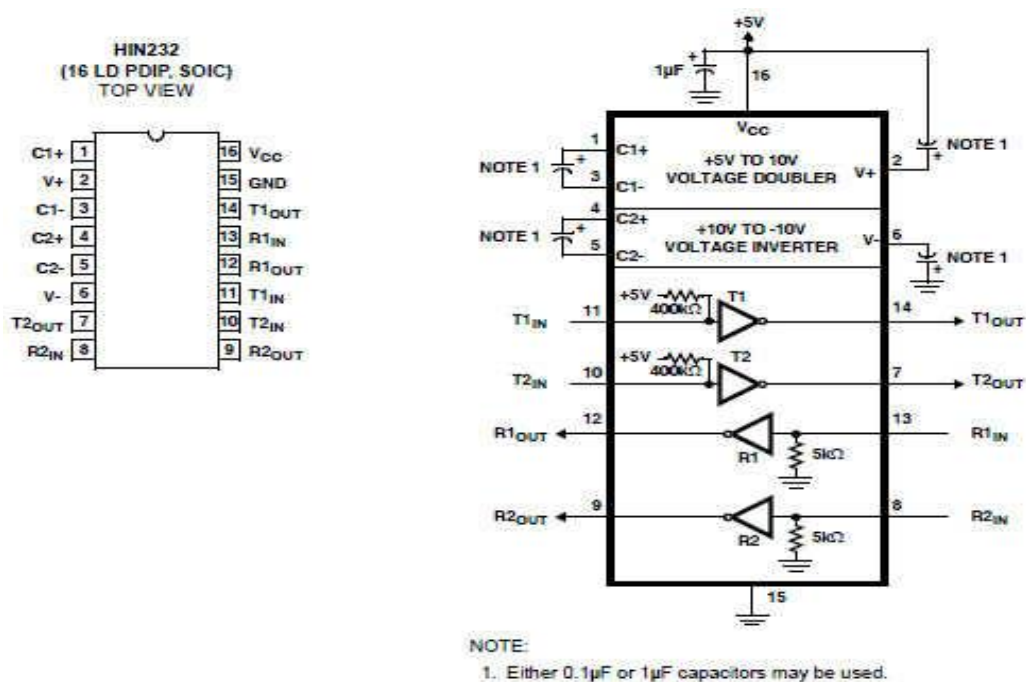 HIN232
(16 LD PDIP, SOIC)
TOP VIEW
C1+ 1
V+ 2
C1- 3
C2+ 4
C2- 5
V- 6
T2OUT 7
R2IN 8
16 VCC
15 GND
14 T1OUT
13 R1IN
12 R1OUT
11 T1IN
10 T2IN
9 R2OUT
+5V
+
1µF
16
VCC
1
C1+
NOTE 1
+
3
C1-
+5V TO 10V
VOLTAGE DOUBLER
V+
2
+
NOTE 1
4
C2+
NOTE 1
+
5
C2-
+10V TO -10V
VOLTAGE INVERTER
V-
6
+
NOTE 1
T1IN
11
+5V
400kΩ
T1
14
T1OUT
T2IN
10
+5V
400kΩ
T2
7
T2OUT
R1OUT
12
R1
5kΩ
13
R1IN
R2OUT
9
R2
5kΩ
8
R2IN
15
NOTE:
1. Either 0.1µF or 1µF capacitors may be used.